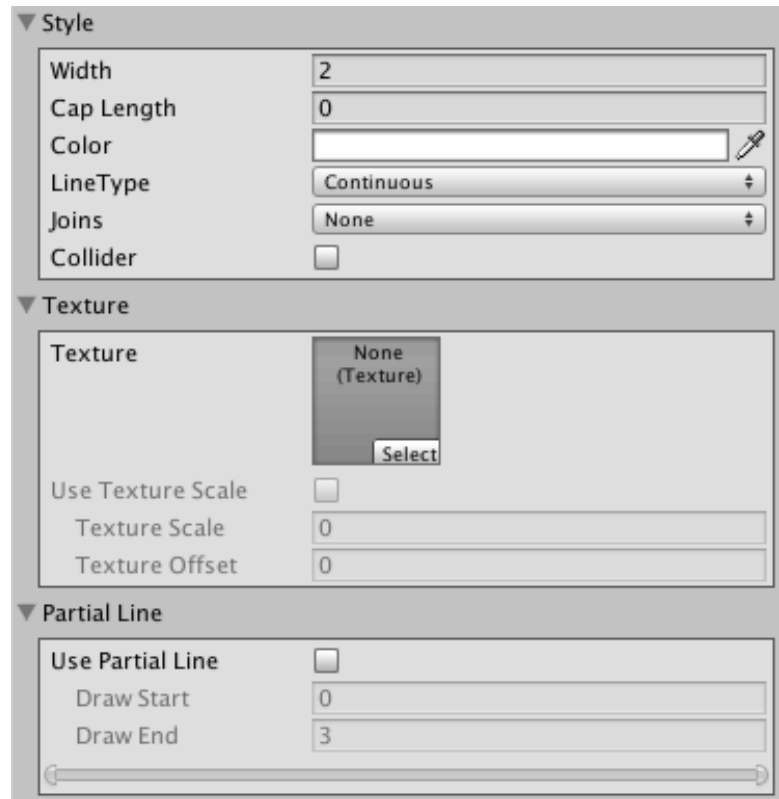 Style
Width 2
Cap Length 0
Color
LineType Continuous
Joins None
Collider
Texture
Texture None
(Texture)
Select
Use Texture Scale
Texture Scale 0
Texture Offset 0
Partial Line
Use Partial Line
Draw Start 0
Draw End 3